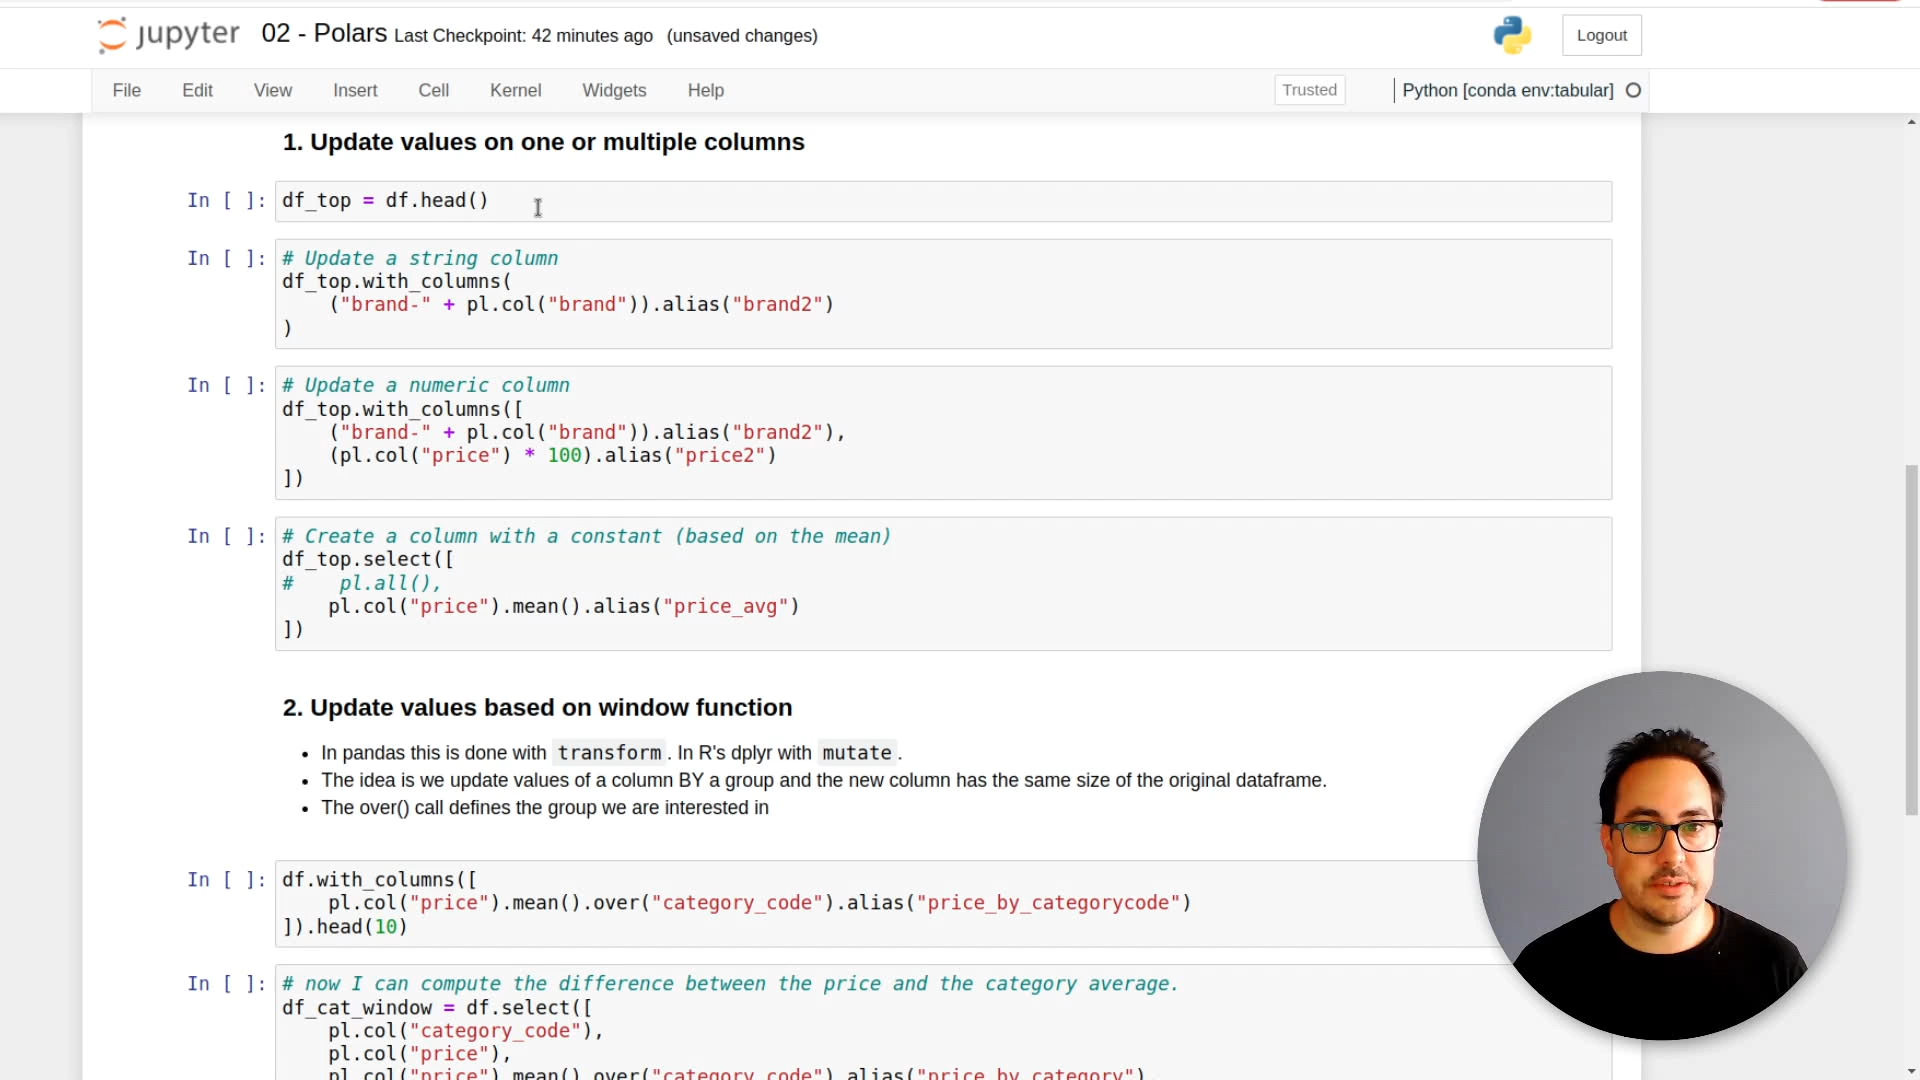 jupyter 02 - Polars Last Checkpoint: 42 minutes ago (unsaved changes) Logout
File Edit View Insert Cell Kernel Widgets Help Trusted Python [conda env:tabular]
1. Update values on one or multiple columns
In [ ]: df_top = df.head()
In [ ]: # Update a string column
df_top.with_columns(
("brand-" + pl.col("brand")).alias("brand2")
)
In [ ]: # Update a numeric column
df_top.with_columns([
("brand-" + pl.col("brand")).alias("brand2"),
(pl.col("price") * 100).alias("price2")
])
In [ ]: # Create a column with a constant (based on the mean)
df_top.select([
# pl.all(),
pl.col("price").mean().alias("price_avg")
])
2. Update values based on window function
• In pandas this is done with transform. In R's dplyr with mutate.
• The idea is we update values of a column BY a group and the new column has the same size of the original dataframe.
• The over() call defines the group we are interested in
In [ ]: df.with_columns([
pl.col("price").mean().over("category_code").alias("price_by_categorycode")
]).head(10)
In [ ]: # now I can compute the difference between the price and the category average.
df_cat_window = df.select([
pl.col("category_code"),
pl.col("price"),
pl.col("price").mean().over("category_code").alias("price_by_category"),